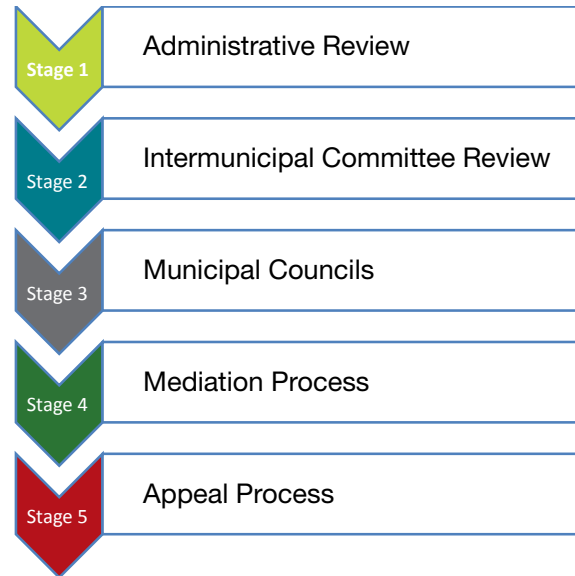 Stage 1
Administrative Review
Stage 2
Intermunicipal Committee Review
Stage 3
Municipal Councils
Stage 4
Mediation Process
Stage 5
Appeal Process